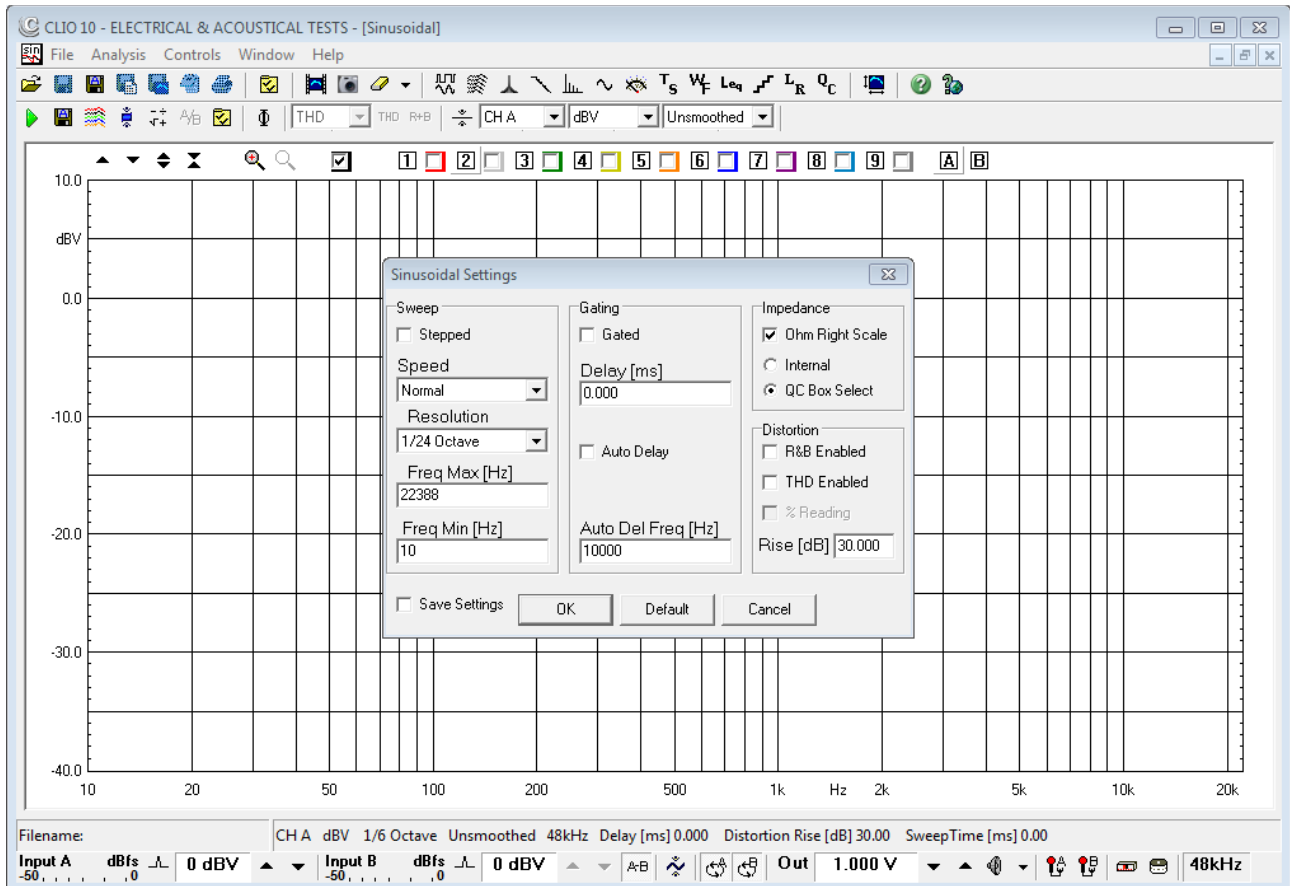 CLIO 10 - ELECTRICAL & ACOUSTICAL TESTS - [Sinusoidal]
File Analysis Controls Window Help
sin
T S W F Leq L R Q C
A/B Φ THD THD R+B CH A dBV Unsmoothed
1 2 3 4 5 6 7 8 9 A B
10.0
dBV
0.0
-10.0
-20.0
-30.0
-40.0
Sinusoidal Settings
Sweep
Stepped
Speed
Normal
Resolution
1/24 Octave
Freq Max [Hz]
22388
Freq Min [Hz]
10
Gating
Gated
Delay [ms]
0.000
Auto Delay
Auto Del Freq [Hz]
10000
Impedance
Ohm Right Scale
Internal
QC Box Select
Distortion
R&B Enabled
THD Enabled
% Reading
Rise [dB] 30.000
Save Settings OK Default Cancel
10 20 50 100 200 500 1k Hz 2k 5k 10k 20k
Filename: CH A dBV 1/6 Octave Unsmoothed 48kHz Delay [ms] 0.000 Distortion Rise [dB] 30.00 SweepTime [ms] 0.00
Input A dBfs 0 dBV Input B dBfs 0 dBV A-B A B Out 1.000 V A B 48kHz
-50 0 -50 0